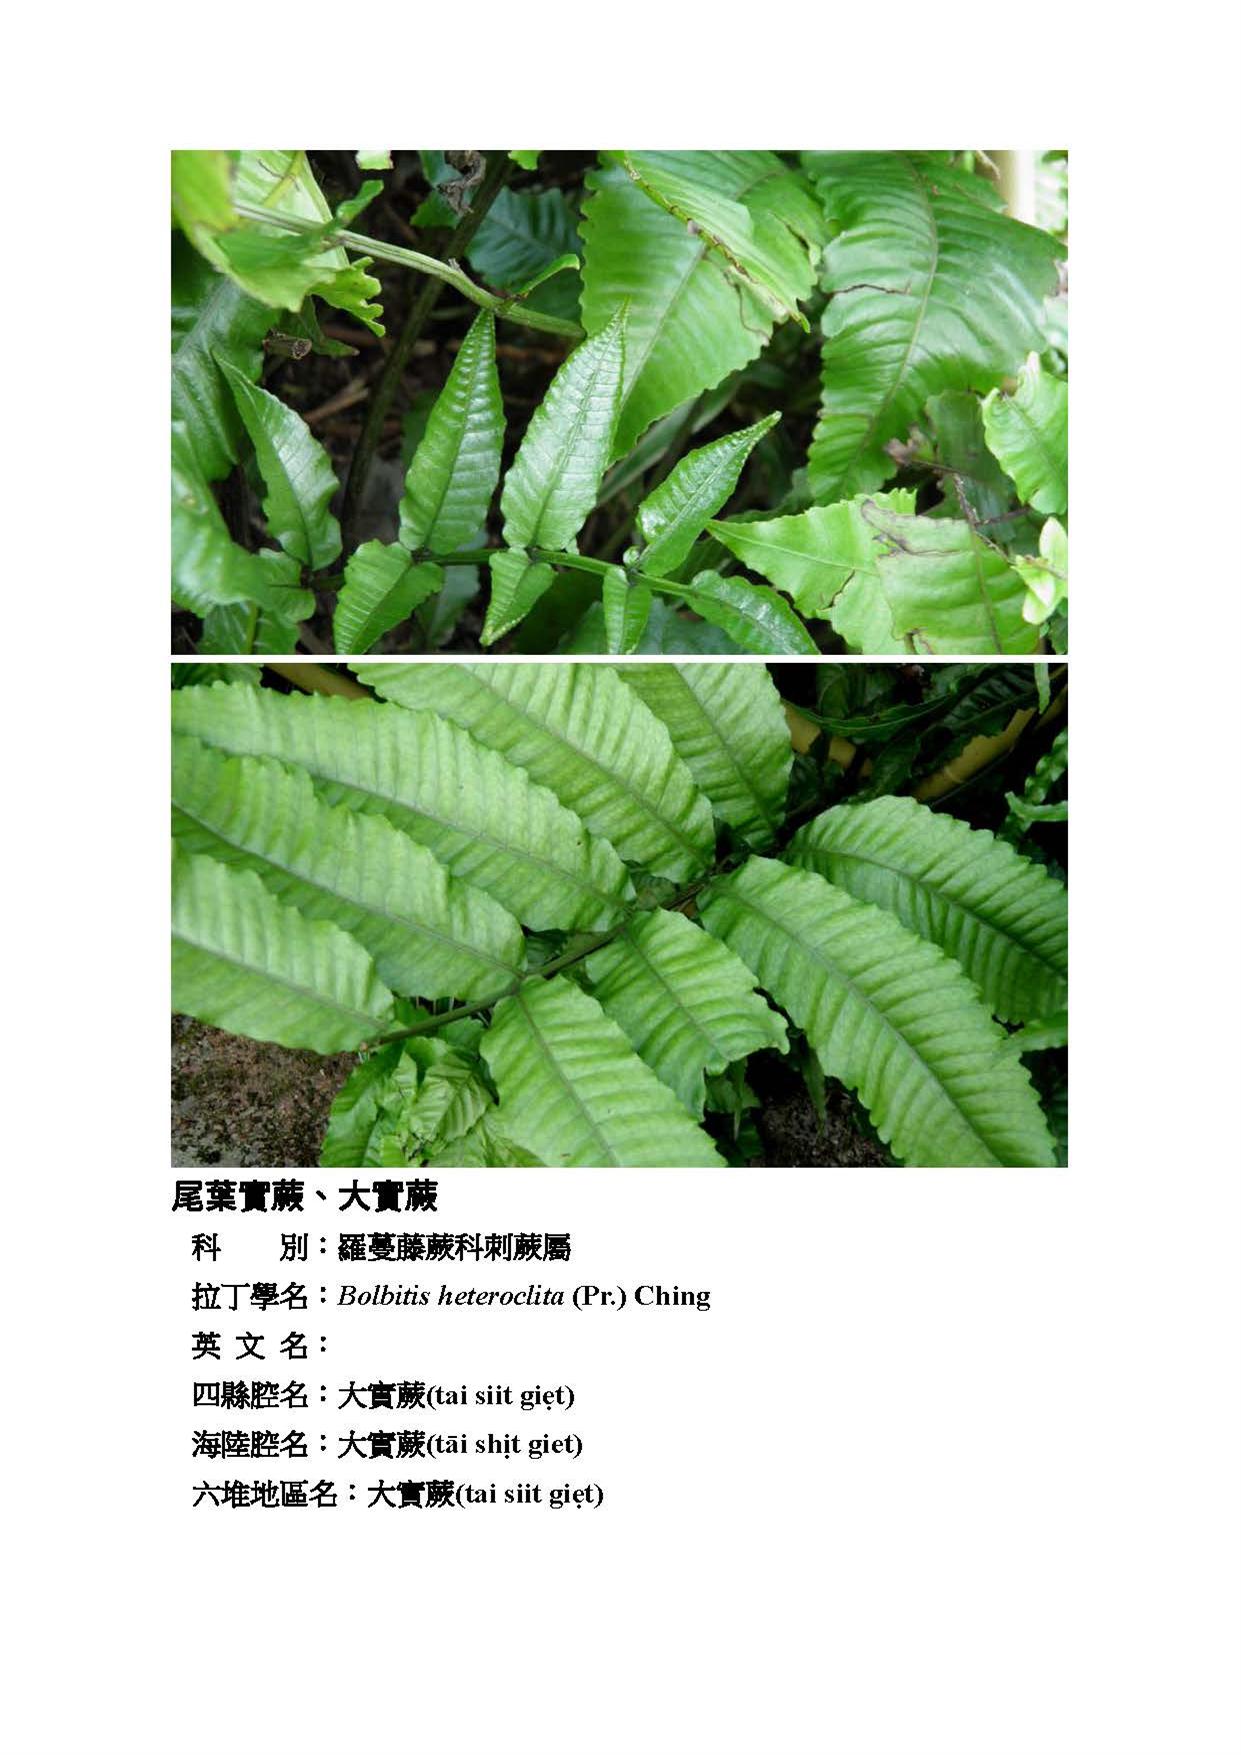 尾葉實蕨、大實蕨
科　　別：羅蔓藤蕨科刺蕨屬
拉丁學名：Bolbitis heteroclita (Pr.) Ching
英 文 名：
四縣腔名：大實蕨(tai siit giẹt)
海陸腔名：大實蕨(tāi shịt giet)
六堆地區名：大實蕨(tai siit giẹt)